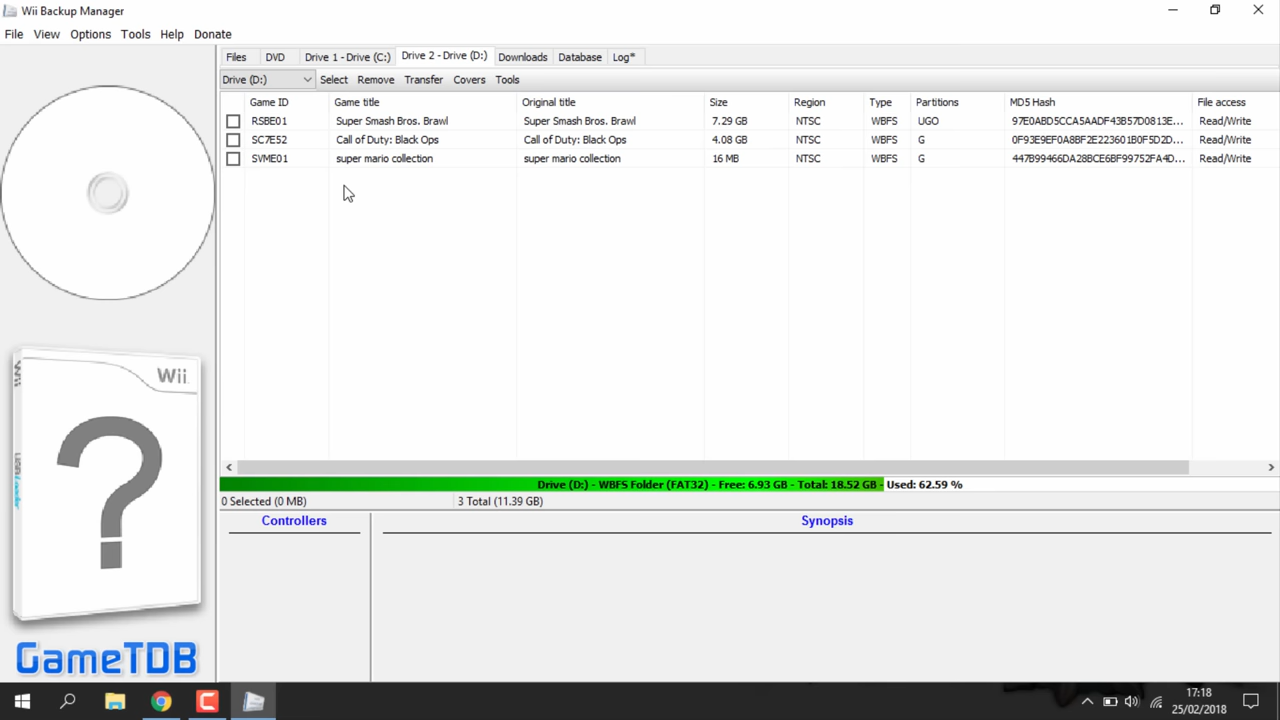 Wii Backup Manager
File View Options Tools Help Donate
Files DVD Drive 1 - Drive (C:) Drive 2 - Drive (D:) Downloads Database Log*
Drive (D:) Select Remove Transfer Covers Tools
Game ID Game title Original title Size Region Type Partitions MD5 Hash File access
RSBE01 Super Smash Bros. Brawl Super Smash Bros. Brawl 7.29 GB NTSC WBFS UGO 97E0ABD5CCA5AADF43B57D0813E... Read/Write
SC7E52 Call of Duty: Black Ops Call of Duty: Black Ops 4.08 GB NTSC WBFS G 0F93E9EF0A8BF2E223601B0F5D2D... Read/Write
SVME01 super mario collection super mario collection 16 MB NTSC WBFS G 447B99466DA28BCE6BF99752FA4D... Read/Write
Drive (D:) - WBFS Folder (FAT32) - Free: 6.93 GB - Total: 18.52 GB - Used: 62.59 %
0 Selected (0 MB) 3 Total (11.39 GB)
Controllers Synopsis
Wii
Wii
?
GameTDB
17:18
25/02/2018